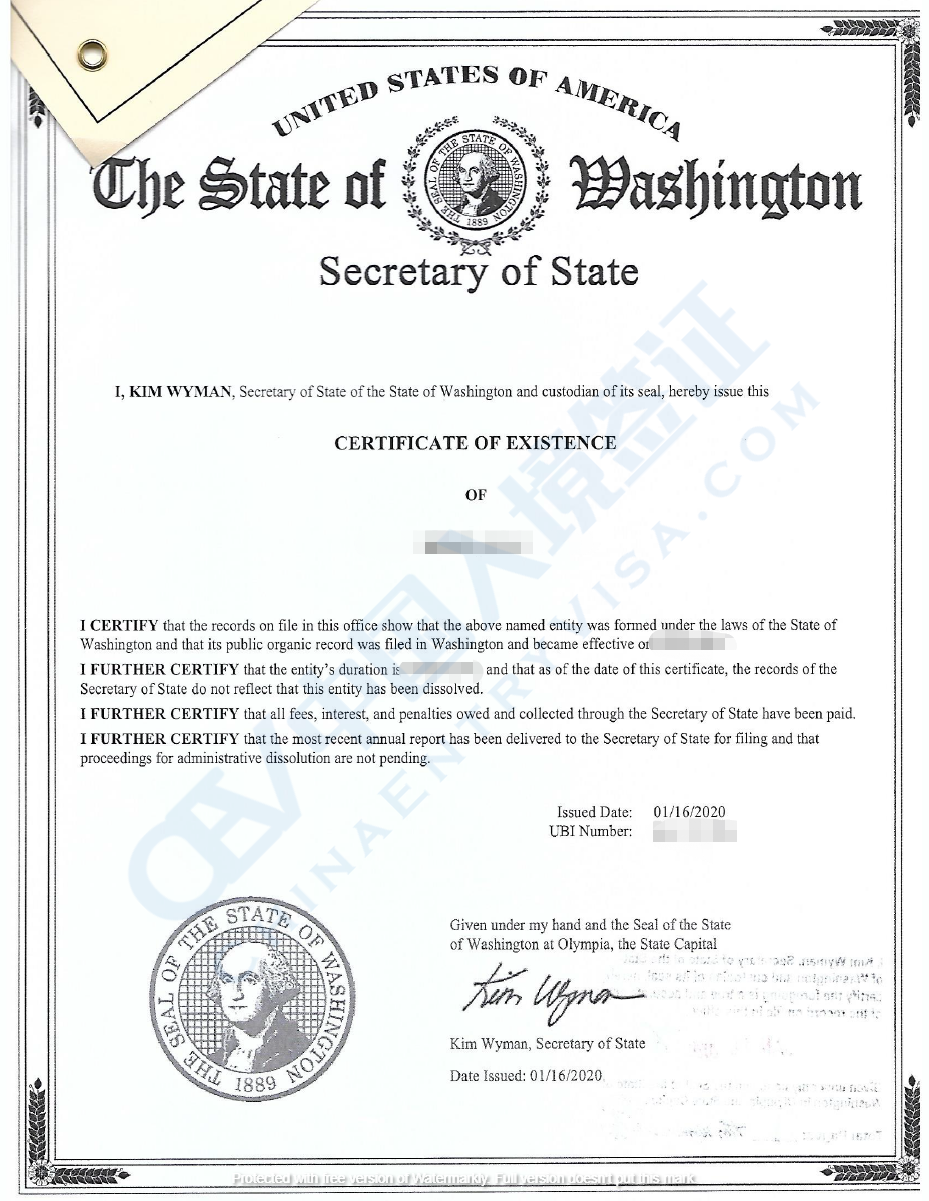 UNITED STATES OF AMERICA
The State of Washington
THE SEAL OF THE STATE OF WASHINGTON
1889
Secretary of State
I, KIM WYMAN, Secretary of State of the State of Washington and custodian of its seal, hereby issue this
CERTIFICATE OF EXISTENCE
OF
I CERTIFY that the records on file in this office show that the above named entity was formed under the laws of the State of
Washington and that its public organic record was filed in Washington and became effective on
I FURTHER CERTIFY that the entity's duration is and that as of the date of this certificate, the records of the
Secretary of State do not reflect that this entity has been dissolved.
I FURTHER CERTIFY that all fees, interest, and penalties owed and collected through the Secretary of State have been paid.
I FURTHER CERTIFY that the most recent annual report has been delivered to the Secretary of State for filing and that
proceedings for administrative dissolution are not pending.
Issued Date: 01/16/2020
UBI Number:
THE SEAL OF THE STATE OF WASHINGTON
1889
Given under my hand and the Seal of the State
of Washington at Olympia, the State Capital
Kim Wyman
Kim Wyman, Secretary of State
Date Issued: 01/16/2020
CEV中国入境签证
CHINAENTRYVISA.COM
Protected with free version of Watermarkly. Full version doesn't put this mark.